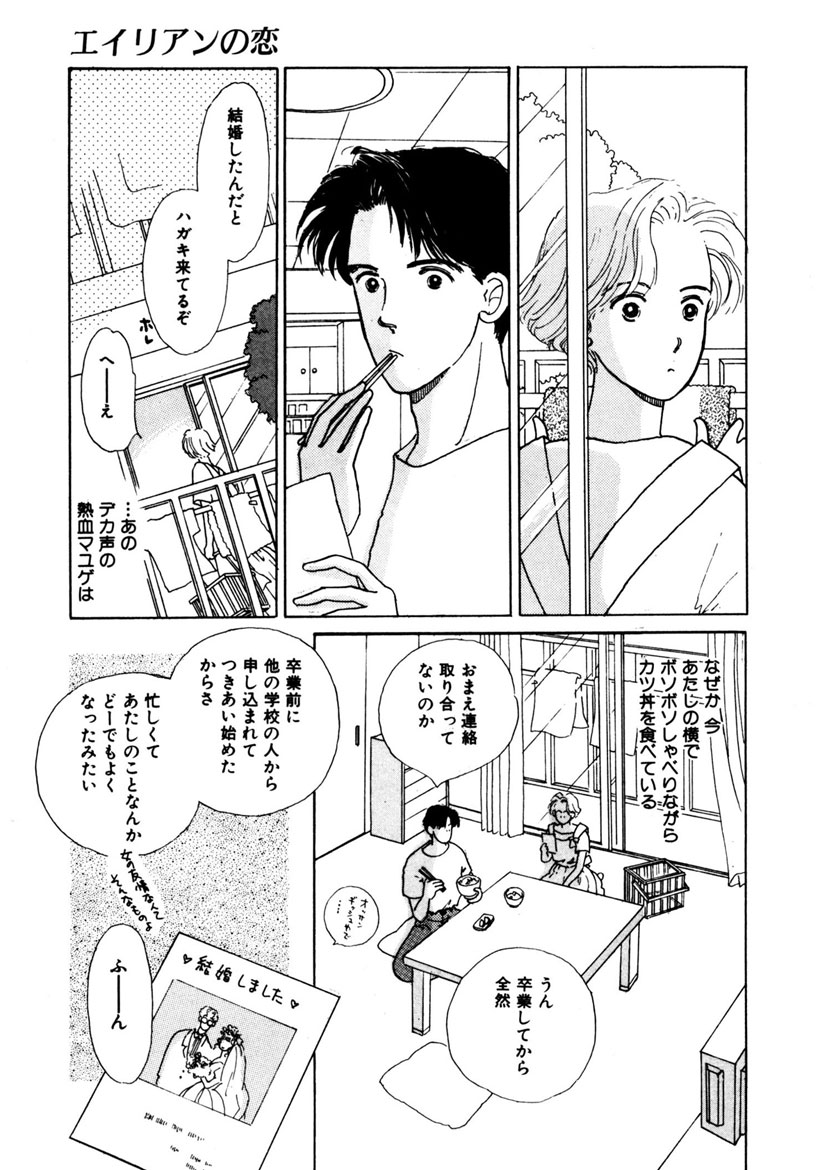 エイリアンの恋
結婚したんだと
ハガキ来てるぞ
ホレ
へーーえ
…あの
デカ声の
熱血マユゲは
なぜか 今
あたしの横で
ボソボソしゃべりながら
カツ丼を食べている
おまえ連絡
取り合って
ないのか
うん
卒業してから
全然
卒業前に
他の学校の人から
申し込まれて
つきあい始めた
からさ
忙しくて
あたしのことなんか
どーでもよく
なったみたい
女の友情なんて
そんなものよ
ふーーん
♥結婚しました♥